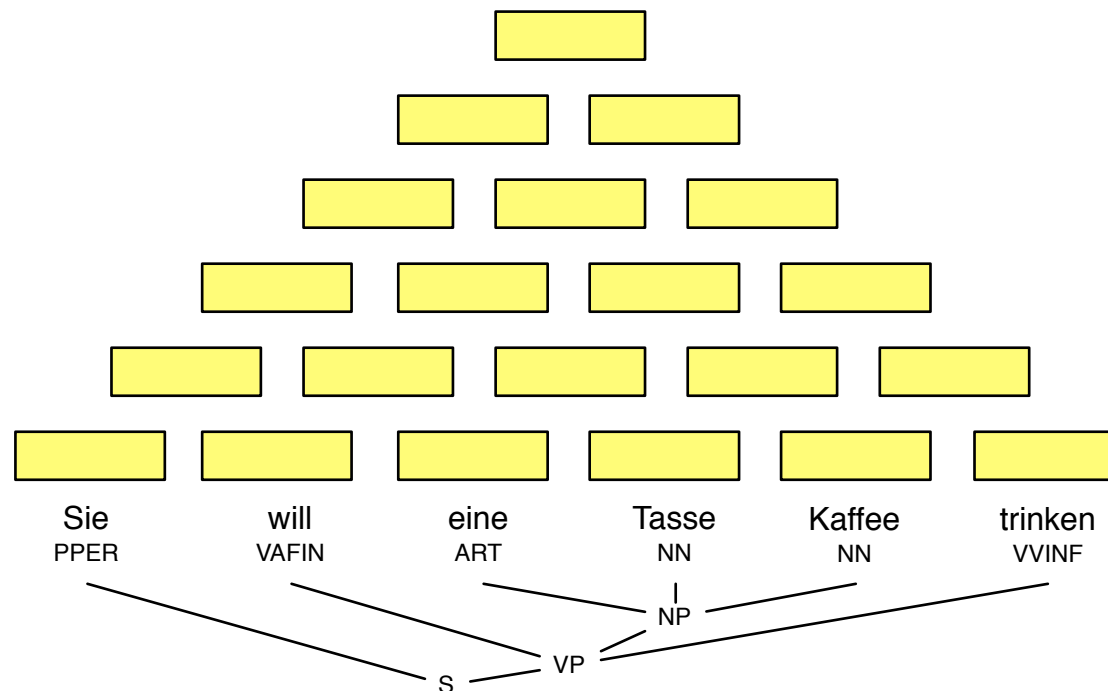 Sie will eine Tasse Kaffee trinken
PPER VAFIN ART NN NN VVINF
NP
VP
S